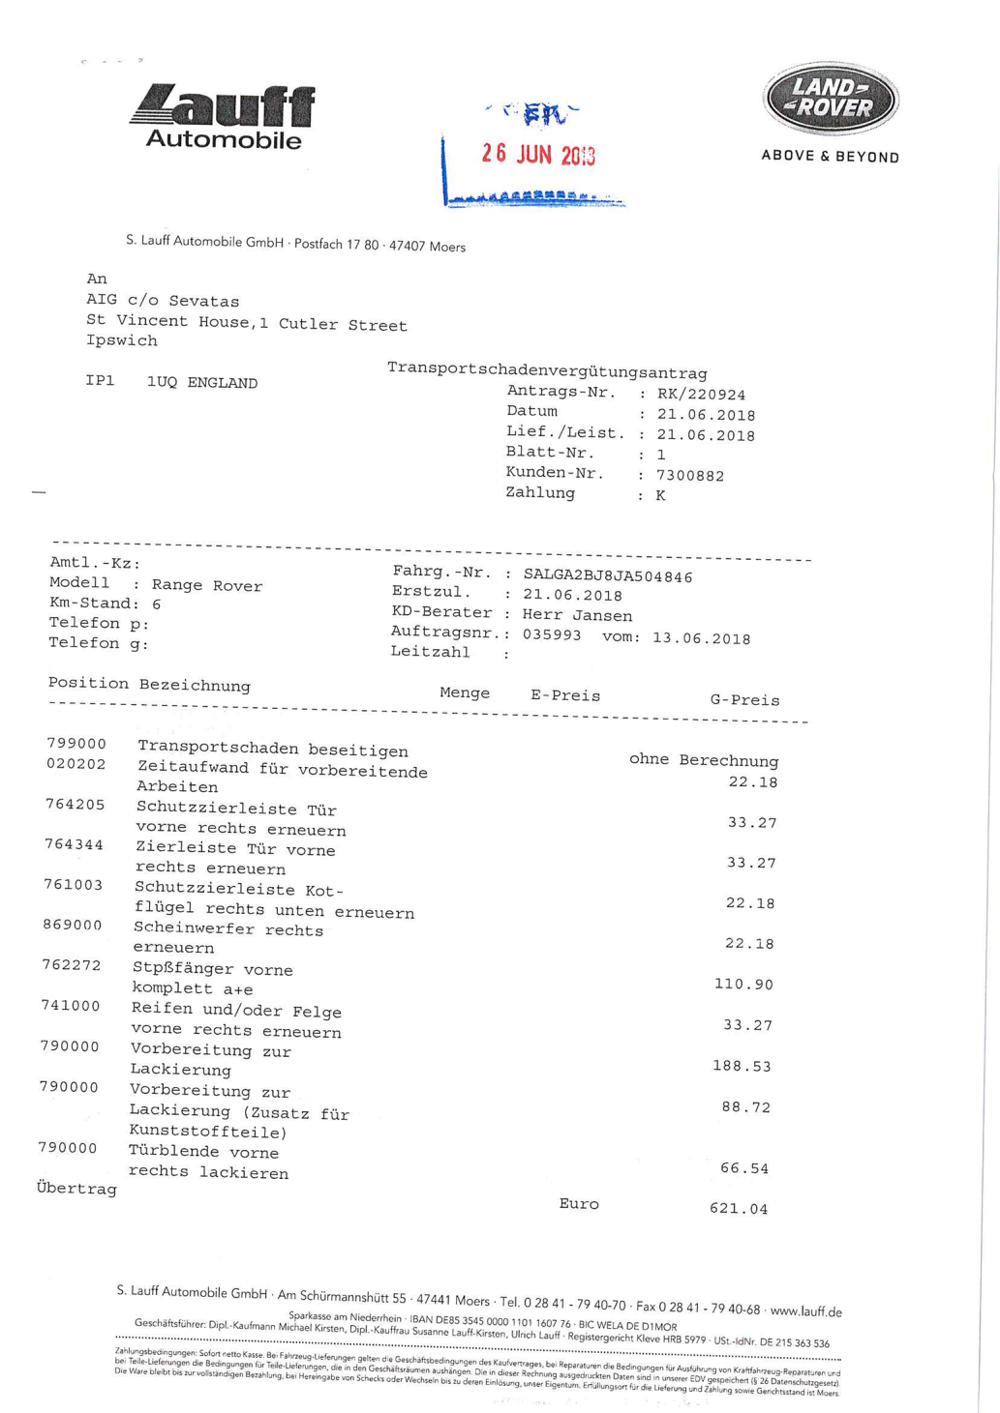 Lauff
Automobile
26 JUN 2018
LAND-
-ROVER
ABOVE & BEYOND
S. Lauff Automobile GmbH · Postfach 17 80 · 47407 Moers
An
AIG c/o Sevatas
St Vincent House,1 Cutler Street
Ipswich
IP1 1UQ ENGLAND
Transportschadenvergütungsantrag
Antrags-Nr. : RK/220924
Datum : 21.06.2018
Lief./Leist. : 21.06.2018
Blatt-Nr. : 1
Kunden-Nr. : 7300882
Zahlung : K
Amtl.-Kz:
Modell : Range Rover
Km-Stand: 6
Telefon p:
Telefon g:
Fahrg.-Nr. : SALGA2BJ8JA504846
Erstzul. : 21.06.2018
KD-Berater : Herr Jansen
Auftragsnr.: 035993 vom: 13.06.2018
Leitzahl :
Position Bezeichnung Menge E-Preis G-Preis
799000 Transportschaden beseitigen ohne Berechnung
020202 Zeitaufwand für vorbereitende 22.18
Arbeiten
764205 Schutzzierleiste Tür
vorne rechts erneuern 33.27
764344 Zierleiste Tür vorne
rechts erneuern 33.27
761003 Schutzzierleiste Kot-
flügel rechts unten erneuern 22.18
869000 Scheinwerfer rechts
erneuern 22.18
762272 Stpßfänger vorne
komplett a+e 110.90
741000 Reifen und/oder Felge
vorne rechts erneuern 33.27
790000 Vorbereitung zur
Lackierung 188.53
790000 Vorbereitung zur
Lackierung (Zusatz für 88.72
Kunststoffteile)
790000 Türblende vorne
rechts lackieren 66.54
Übertrag Euro 621.04
S. Lauff Automobile GmbH · Am Schürmannshütt 55 · 47441 Moers · Tel. 0 28 41 - 79 40-70 · Fax 0 28 41 - 79 40-68 · www.lauff.de
Sparkasse am Niederrhein · IBAN DE85 3545 0000 1101 1607 76 · BIC WELA DE D1MOR
Geschäftsführer: Dipl.-Kaufmann Michael Kirsten, Dipl.-Kauffrau Susanne Lauff-Kirsten, Ulrich Lauff · Registergericht Kleve HRB 5979 · USt.-IdNr. DE 215 363 536
Zahlungsbedingungen: Sofort netto Kasse. Bei Fahrzeug-Lieferungen gelten die Geschäftsbedingungen des Kaufvertrages, bei Reparaturen die Bedingungen für Ausführung von Kraftfahrzeug-Reparaturen und
bei Teile-Lieferungen die Bedingungen für Teile-Lieferungen, die in den Geschäftsräumen aushängen. Die in dieser Rechnung ausgedruckten Daten sind in unserer EDV gespeichert (§ 26 Datenschutzgesetz).
Die Ware bleibt bis zur vollständigen Bezahlung, bei Hereingabe von Schecks oder Wechseln bis zu deren Einlösung, unser Eigentum. Erfüllungsort für die Lieferung und Zahlung sowie Gerichtsstand ist Moers.